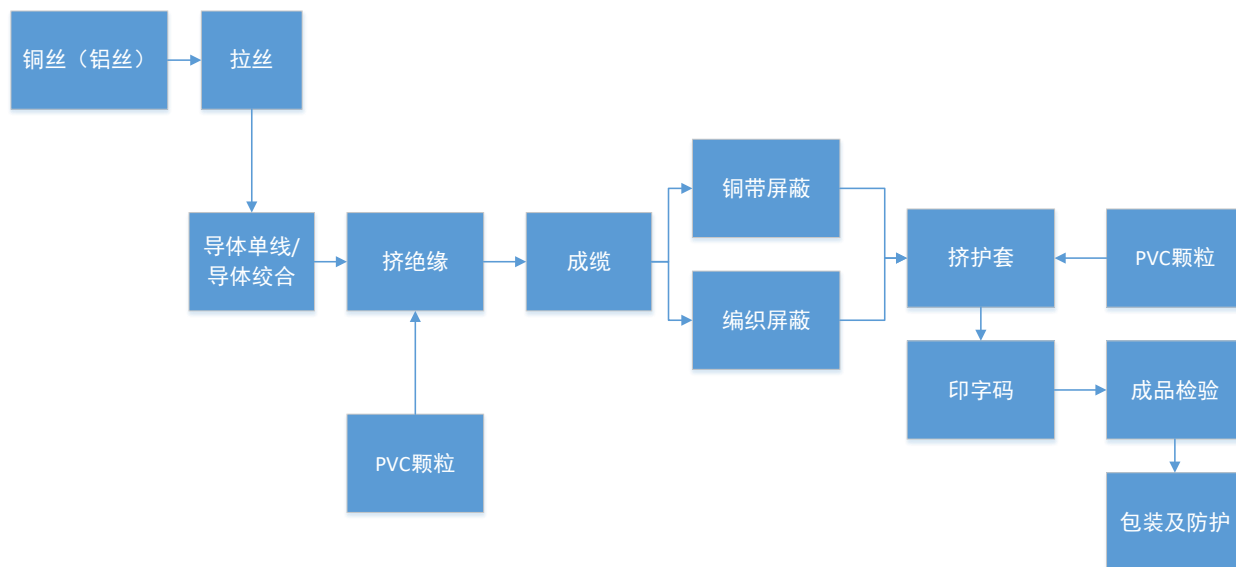 铜丝（铝丝）
拉丝
导体单线/
导体绞合
挤绝缘
成缆
铜带屏蔽
编织屏蔽
挤护套
PVC颗粒
印字码
成品检验
PVC颗粒
包装及防护